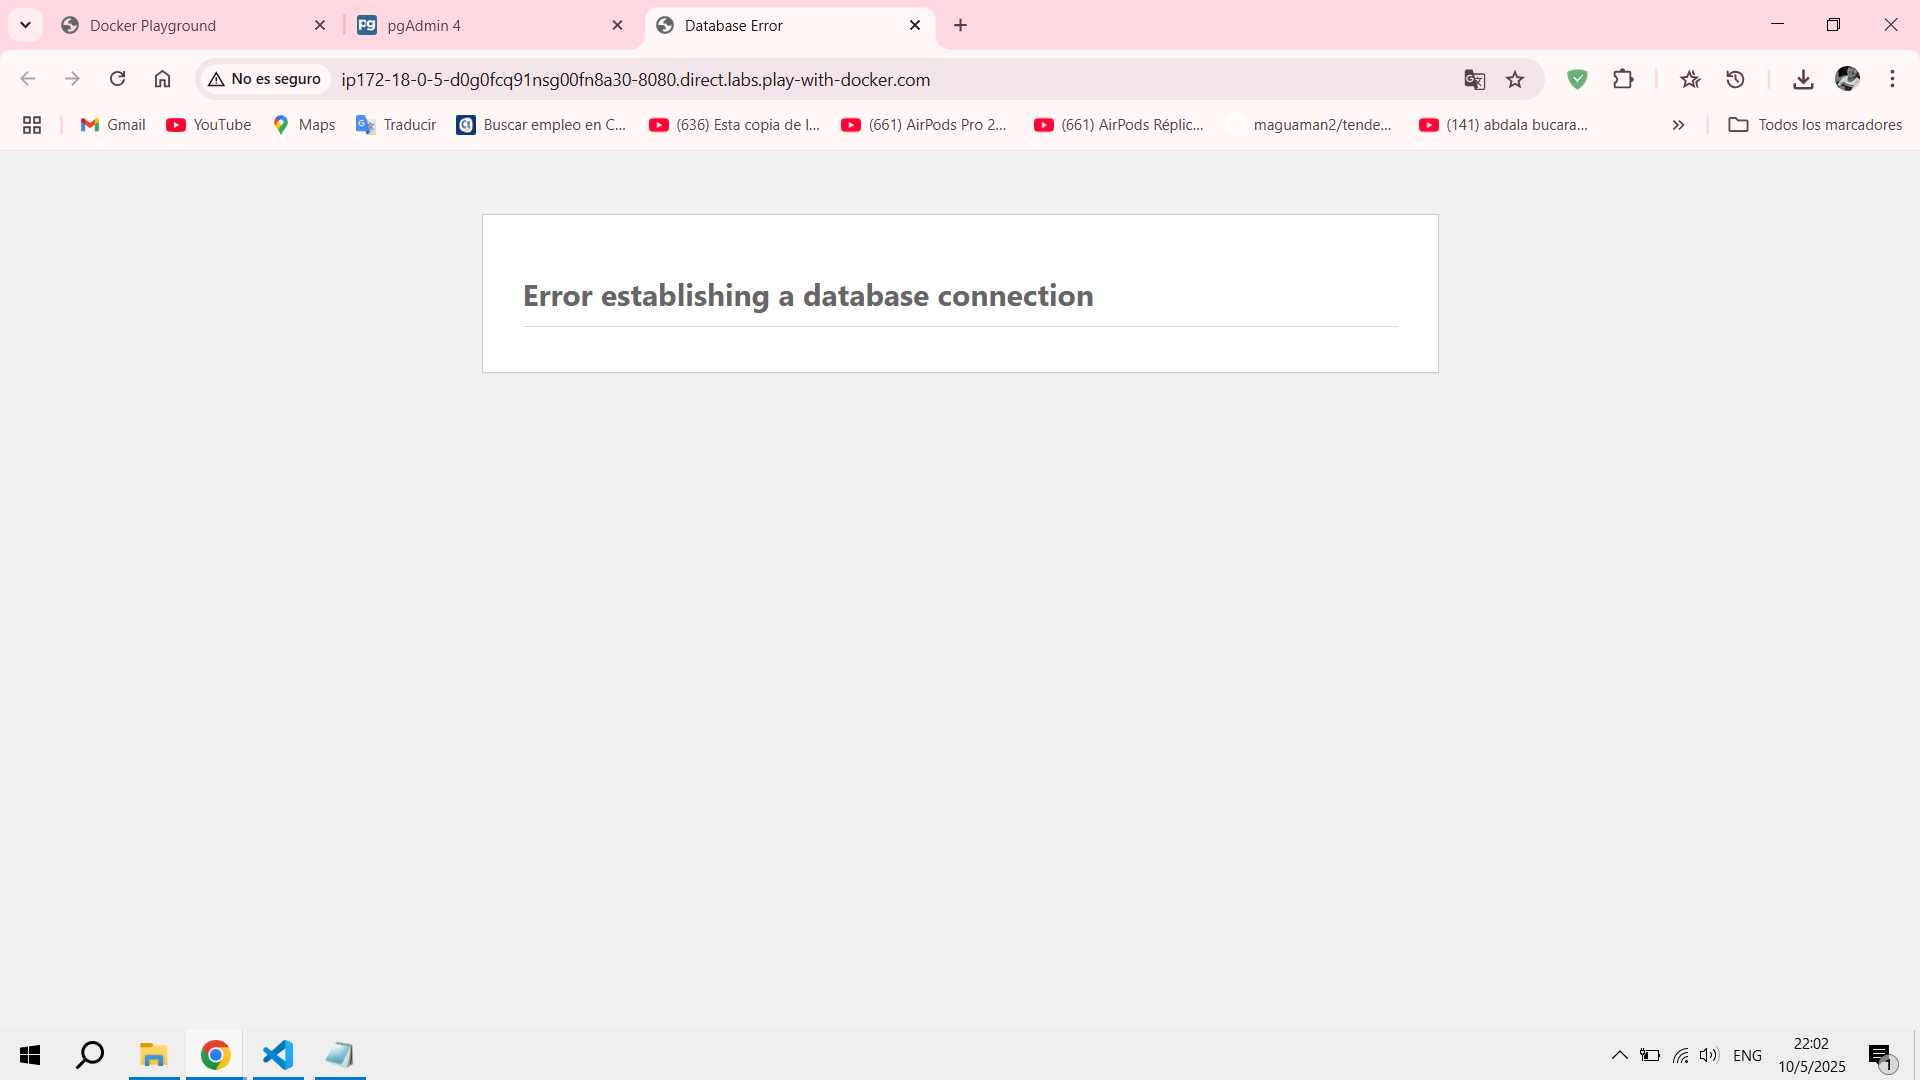 Docker Playground
pg pgAdmin 4
Database Error
No es seguro
ip172-18-0-5-d0g0fcq91nsg00fn8a30-8080.direct.labs.play-with-docker.com
Gmail
YouTube
Maps
Traducir
Buscar empleo en C...
(636) Esta copia de l...
(661) AirPods Pro 2...
(661) AirPods Réplic...
maguaman2/tende...
(141) abdala bucara...
»
Todos los marcadores
Error establishing a database connection
ENG
22:02
10/5/2025
1